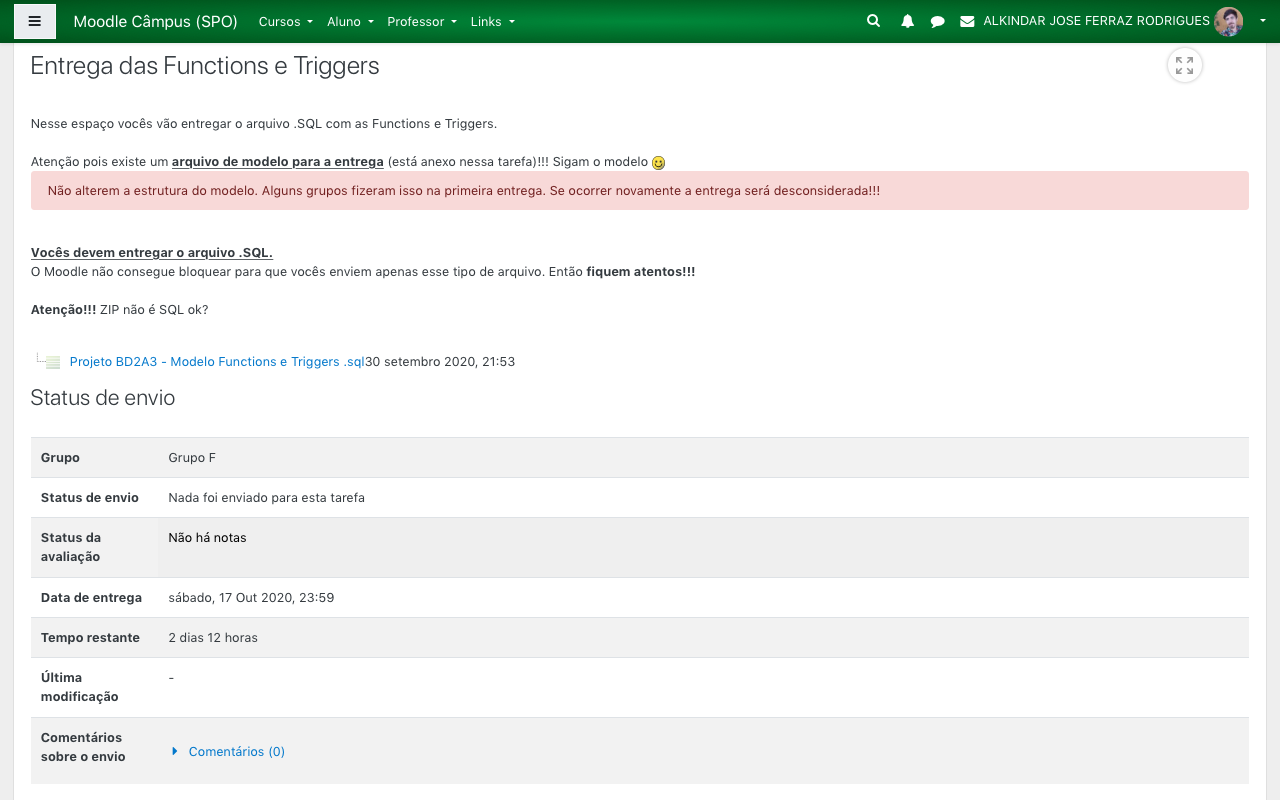 Moodle Câmpus (SPO) Cursos Aluno Professor Links ALKINDAR JOSE FERRAZ RODRIGUES
Entrega das Functions e Triggers
Nesse espaço vocês vão entregar o arquivo .SQL com as Functions e Triggers.
Atenção pois existe um arquivo de modelo para a entrega (está anexo nessa tarefa)!!! Sigam o modelo
Não alterem a estrutura do modelo. Alguns grupos fizeram isso na primeira entrega. Se ocorrer novamente a entrega será desconsiderada!!!
Vocês devem entregar o arquivo .SQL.
O Moodle não consegue bloquear para que vocês enviem apenas esse tipo de arquivo. Então fiquem atentos!!!
Atenção!!! ZIP não é SQL ok?
Projeto BD2A3 - Modelo Functions e Triggers .sql30 setembro 2020, 21:53
Status de envio
Grupo Grupo F
Status de envio Nada foi enviado para esta tarefa
Status da Não há notas
avaliação
Data de entrega sábado, 17 Out 2020, 23:59
Tempo restante 2 dias 12 horas
Última -
modificação
Comentários
sobre o envio
Comentários (0)